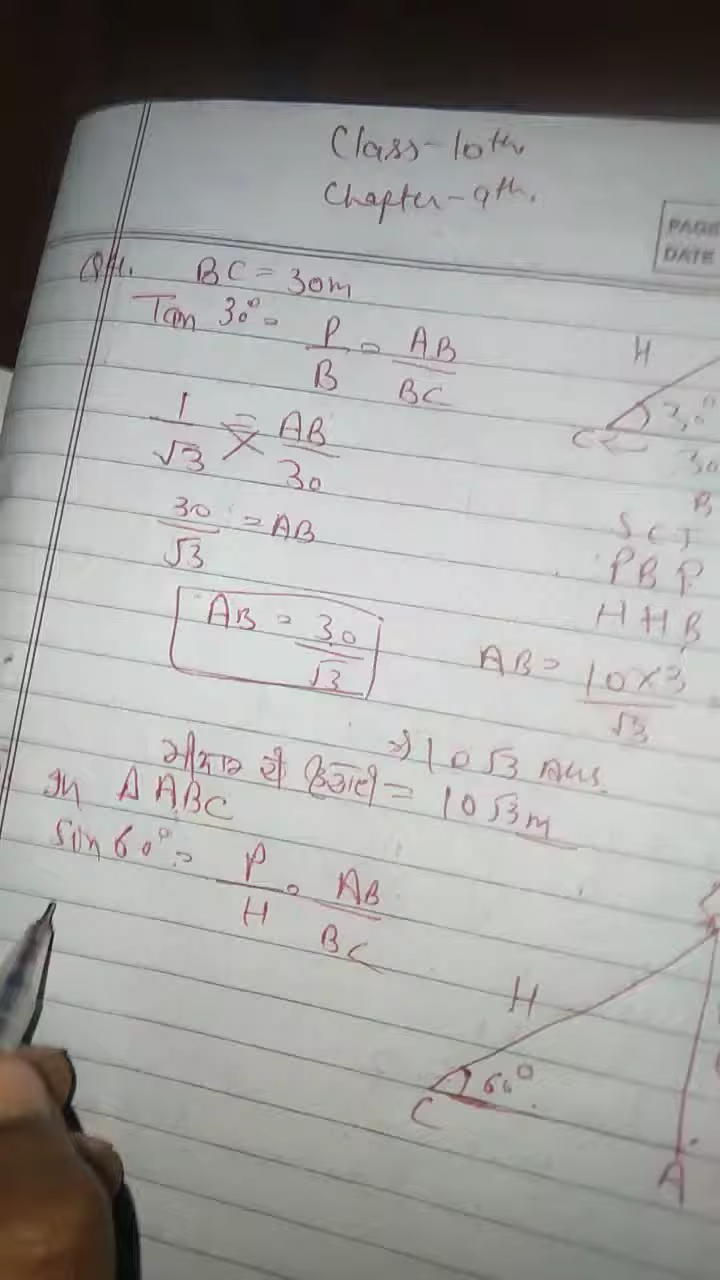 Class-10th
Chapter-9th.
PAGE
DATE
BC = 30m
Tan 30° = P/B = AB/BC
H
30°
C
1/√3 = AB/30
30
B
30/√3 = AB
S C T
P B P
H H B
AB = 30/√3
AB = 10×3/√3
⇒ 10√3 Ans.
मीनार की ऊंचाई = 10√3m
In ΔABC
Sin 60° = P/H = AB/BC
H
60°
C
A